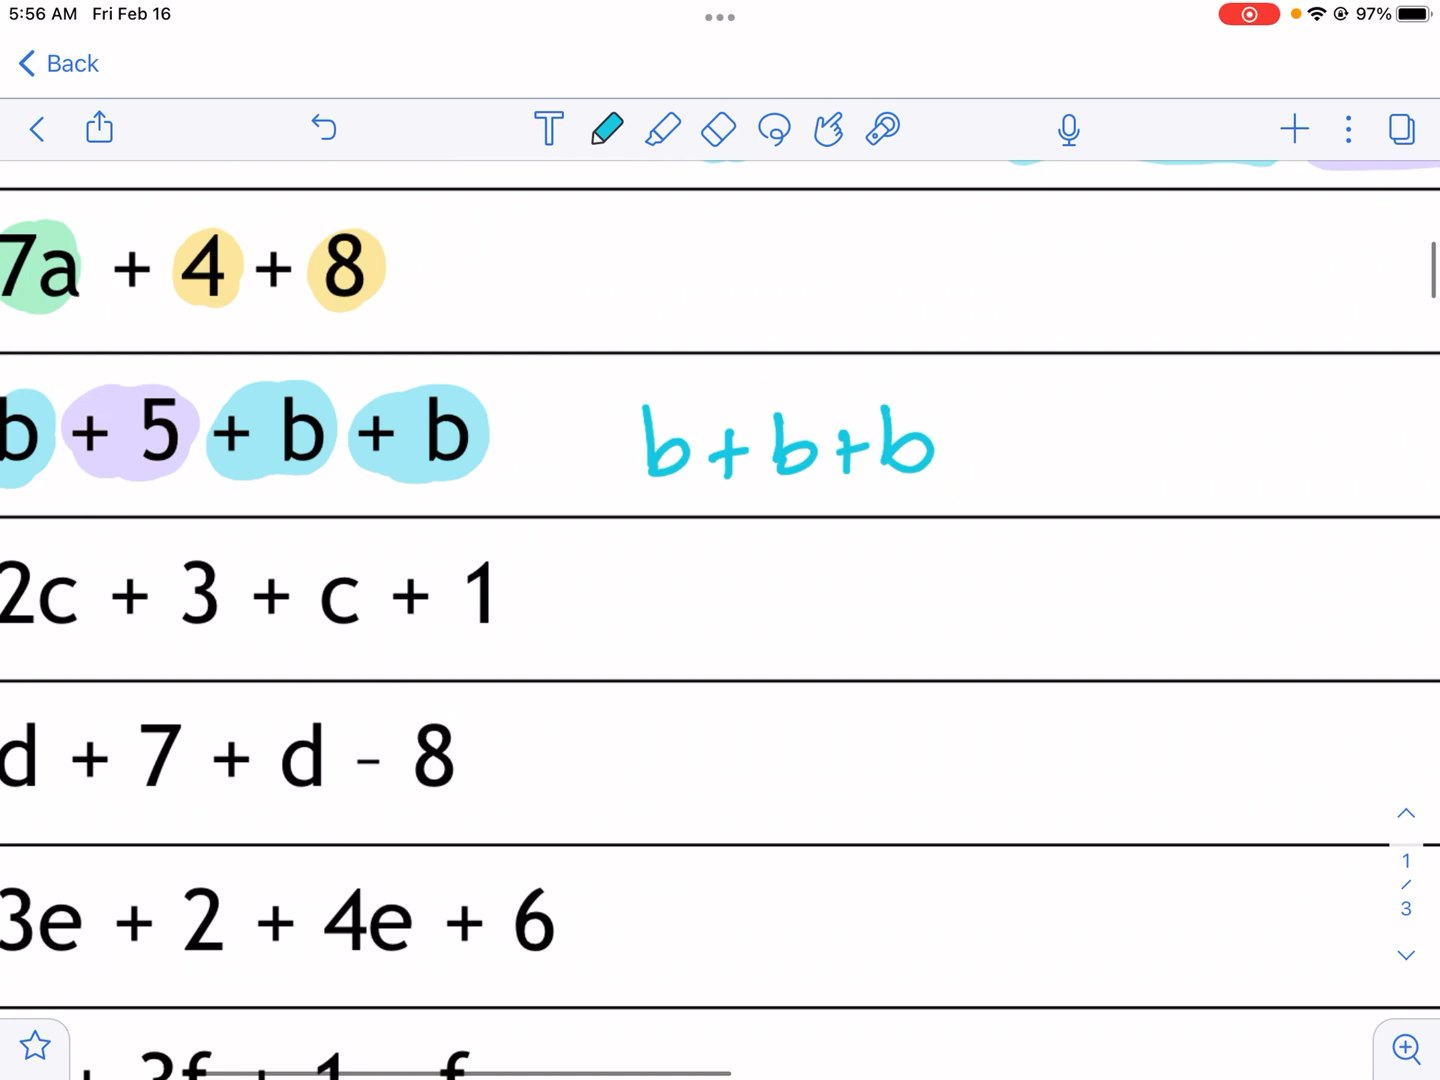 5:56 AM Fri Feb 16 97%
Back
T
7a + 4 + 8
b + 5 + b + b b+b+b
2c + 3 + c + 1
d + 7 + d - 8
1
/
3
3e + 2 + 4e + 6